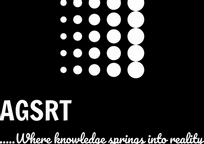 AGSRT
.....Where knowledge springs into reality